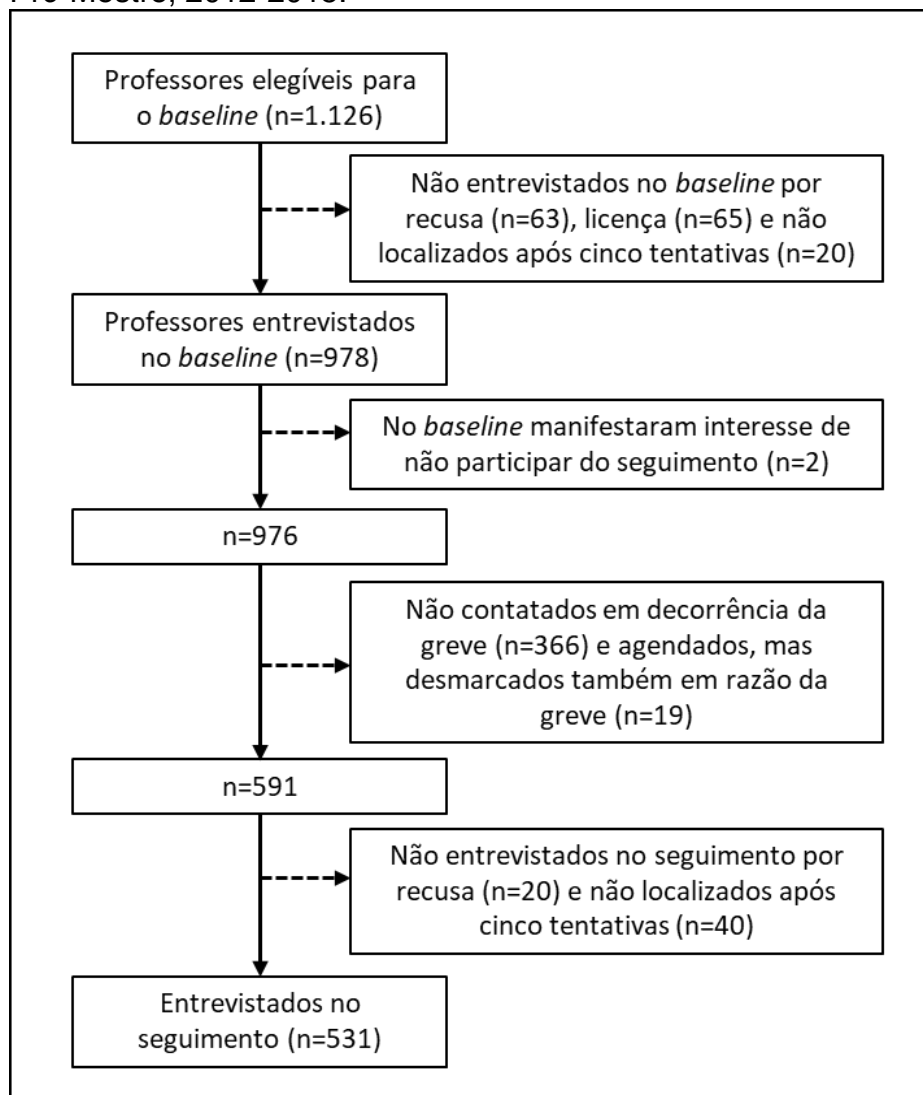 Professores elegíveis para
o baseline (n=1.126)
Não entrevistados no baseline por
recusa (n=63), licença (n=65) e não
localizados após cinco tentativas (n=20)
Professores entrevistados
no baseline (n=978)
No baseline manifestaram interesse de
não participar do seguimento (n=2)
n=976
Não contatados em decorrência da
greve (n=366) e agendados, mas
desmarcados também em razão da
greve (n=19)
n=591
Não entrevistados no seguimento por
recusa (n=20) e não localizados após
cinco tentativas (n=40)
Entrevistados no
seguimento (n=531)